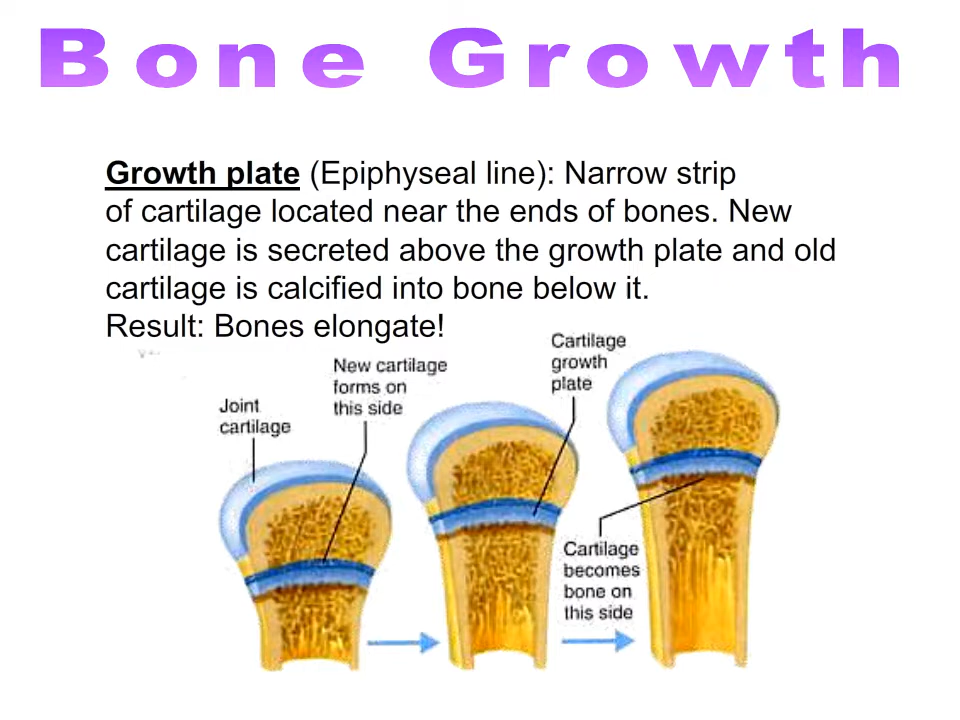 Bone Growth
Growth plate (Epiphyseal line): Narrow strip
of cartilage located near the ends of bones. New
cartilage is secreted above the growth plate and old
cartilage is calcified into bone below it.
Result: Bones elongate!
Joint
cartilage
New cartilage
forms on
this side
Cartilage
growth
plate
Cartilage
becomes
bone on
this side